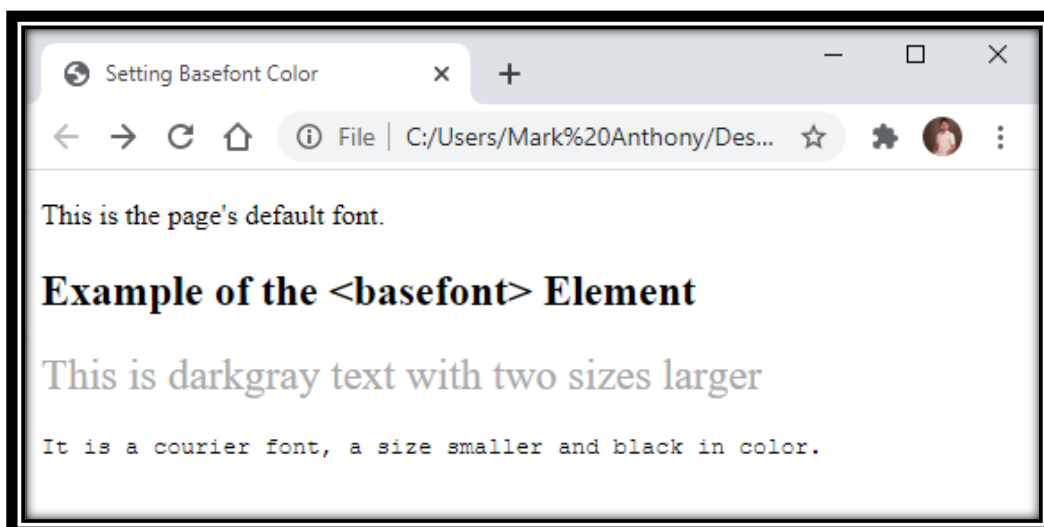 Setting Basefont Color
File | C:/Users/Mark%20Anthony/Des...
This is the page's default font.
Example of the <basefont> Element
This is darkgray text with two sizes larger
It is a courier font, a size smaller and black in color.